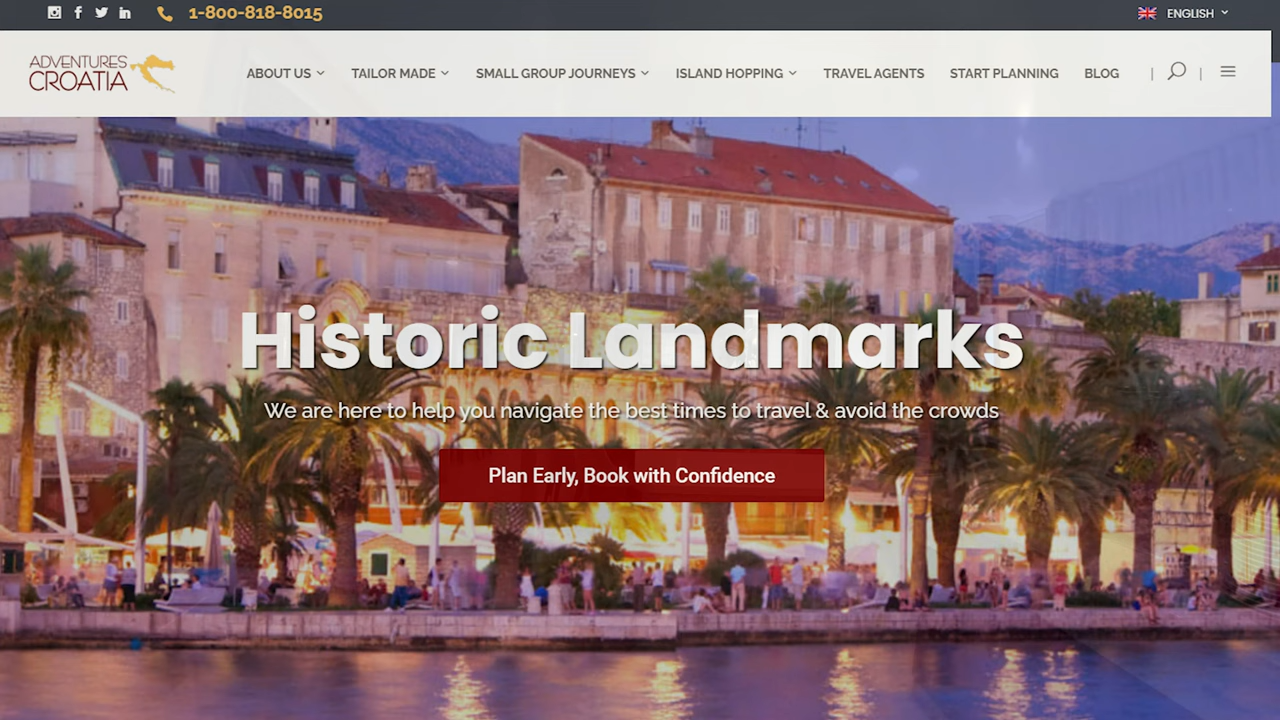 1-800-818-8015
ENGLISH
ADVENTURES
CROATIA
ABOUT US
TAILOR MADE
SMALL GROUP JOURNEYS
ISLAND HOPPING
TRAVEL AGENTS
START PLANNING
BLOG
Historic Landmarks
We are here to help you navigate the best times to travel & avoid the crowds
Plan Early, Book with Confidence